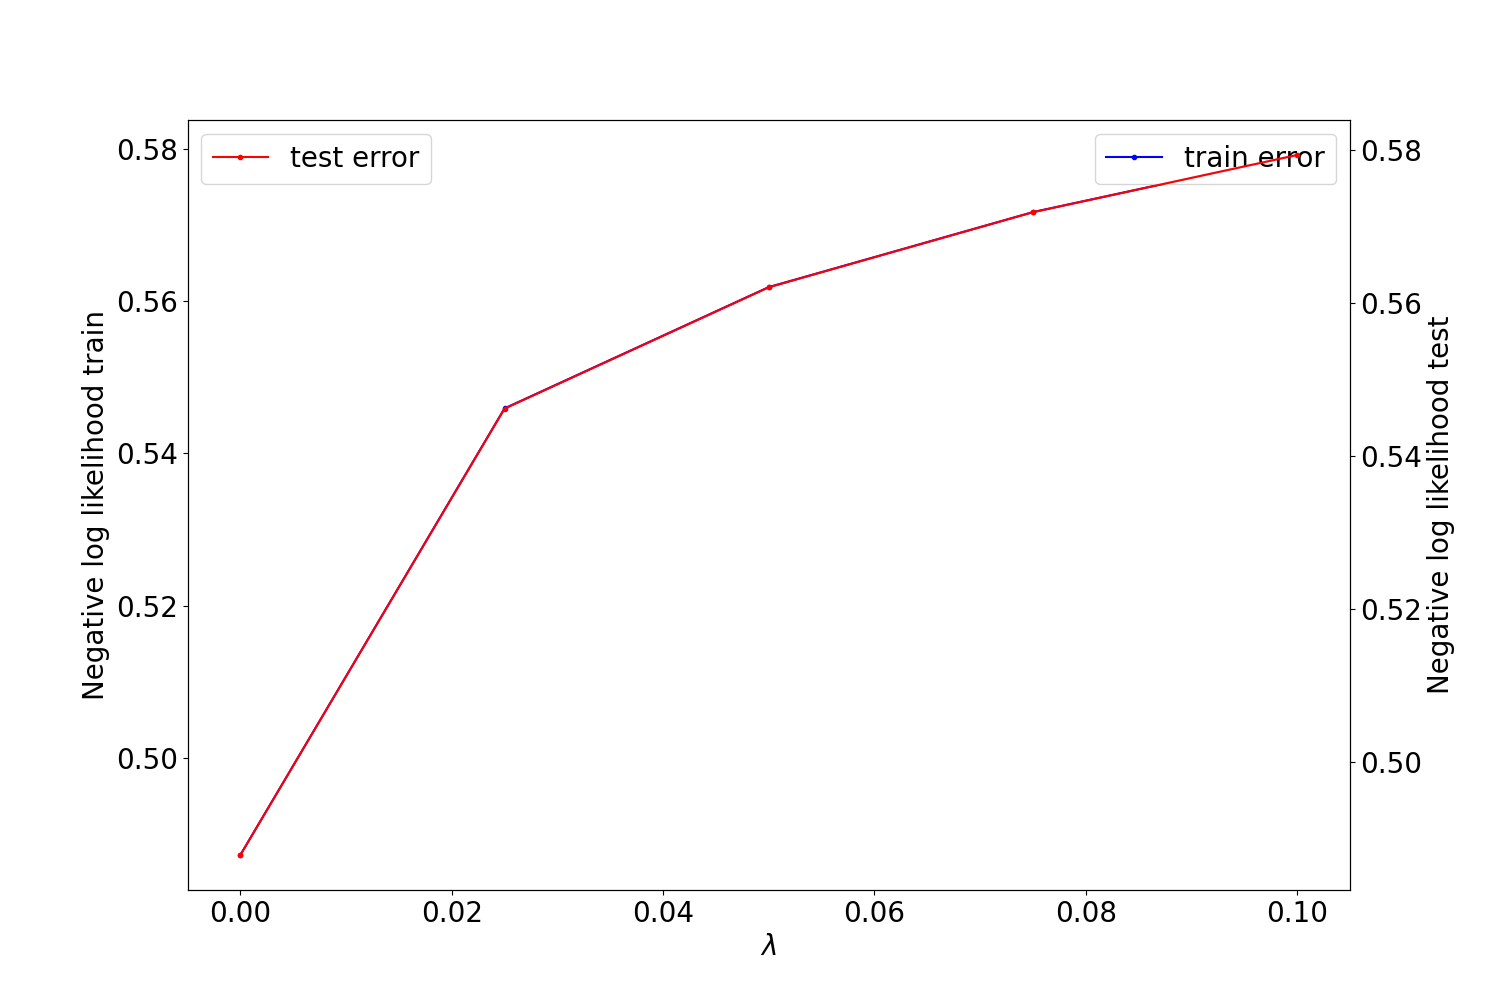 test error
train error
Negative log likelihood train
0.58
0.56
0.54
0.52
0.50
0.58
0.56
0.54
0.52
0.50
Negative log likelihood test
0.00 0.02 0.04 0.06 0.08 0.10
λ